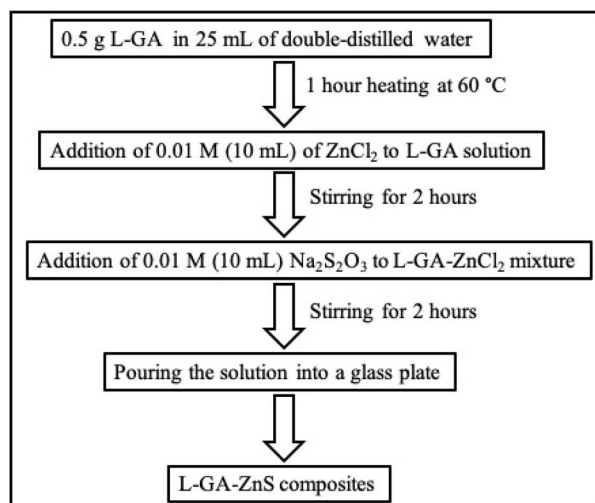 0.5 g L-GA in 25 mL of double-distilled water
1 hour heating at 60 °C
Addition of 0.01 M (10 mL) of ZnCl₂ to L-GA solution
Stirring for 2 hours
Addition of 0.01 M (10 mL) Na₂S₂O₃ to L-GA-ZnCl₂ mixture
Stirring for 2 hours
Pouring the solution into a glass plate
L-GA-ZnS composites